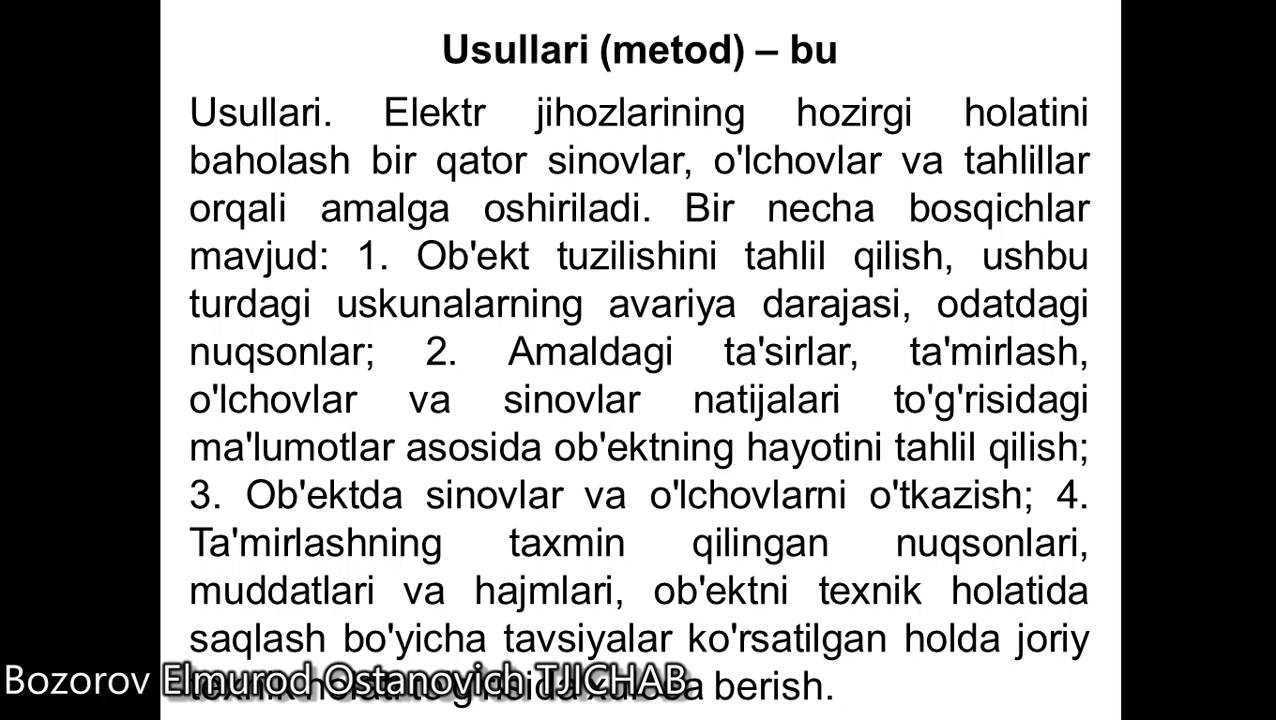 Usullari (metod) – bu
Usullari. Elektr jihozlarining hozirgi holatini
baholash bir qator sinovlar, o'lchovlar va tahlillar
orqali amalga oshiriladi. Bir necha bosqichlar
mavjud: 1. Ob'ekt tuzilishini tahlil qilish, ushbu
turdagi uskunalarning avariya darajasi, odatdagi
nuqsonlar; 2. Amaldagi ta'sirlar, ta'mirlash,
o'lchovlar va sinovlar natijalari to'g'risidagi
ma'lumotlar asosida ob'ektning hayotini tahlil qilish;
3. Ob'ektda sinovlar va o'lchovlarni o'tkazish; 4.
Ta'mirlashning taxmin qilingan nuqsonlari,
muddatlari va hajmlari, ob'ektni texnik holatida
saqlash bo'yicha tavsiyalar ko'rsatilgan holda joriy
berish.
Bozorov Elmurod Ostanovich TJICHAB